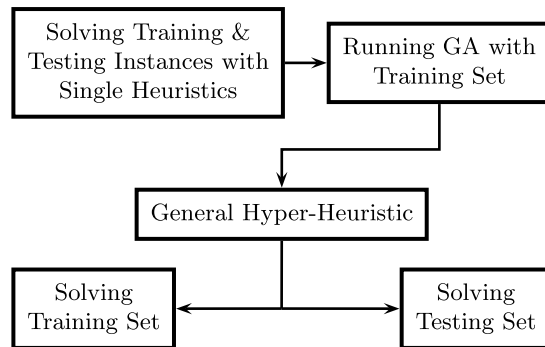 Solving Training &
Testing Instances with
Single Heuristics
Running GA with
Training Set
General Hyper-Heuristic
Solving
Training Set
Solving
Testing Set